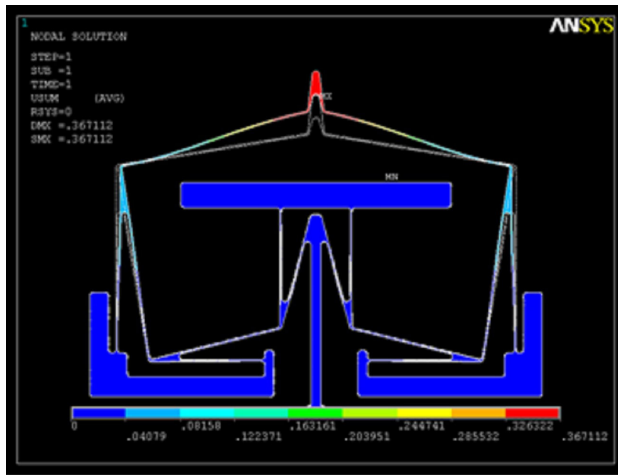 1
ANSYS
NODAL SOLUTION
STEP=1
SUB =1
TIME=1
USUM (AVG)
RSYS=0
DMX =.367112
SMX =.367112
MX
MN
0 .08158 .163161 .244741 .326322
.04079 .122371 .203951 .285532 .367112